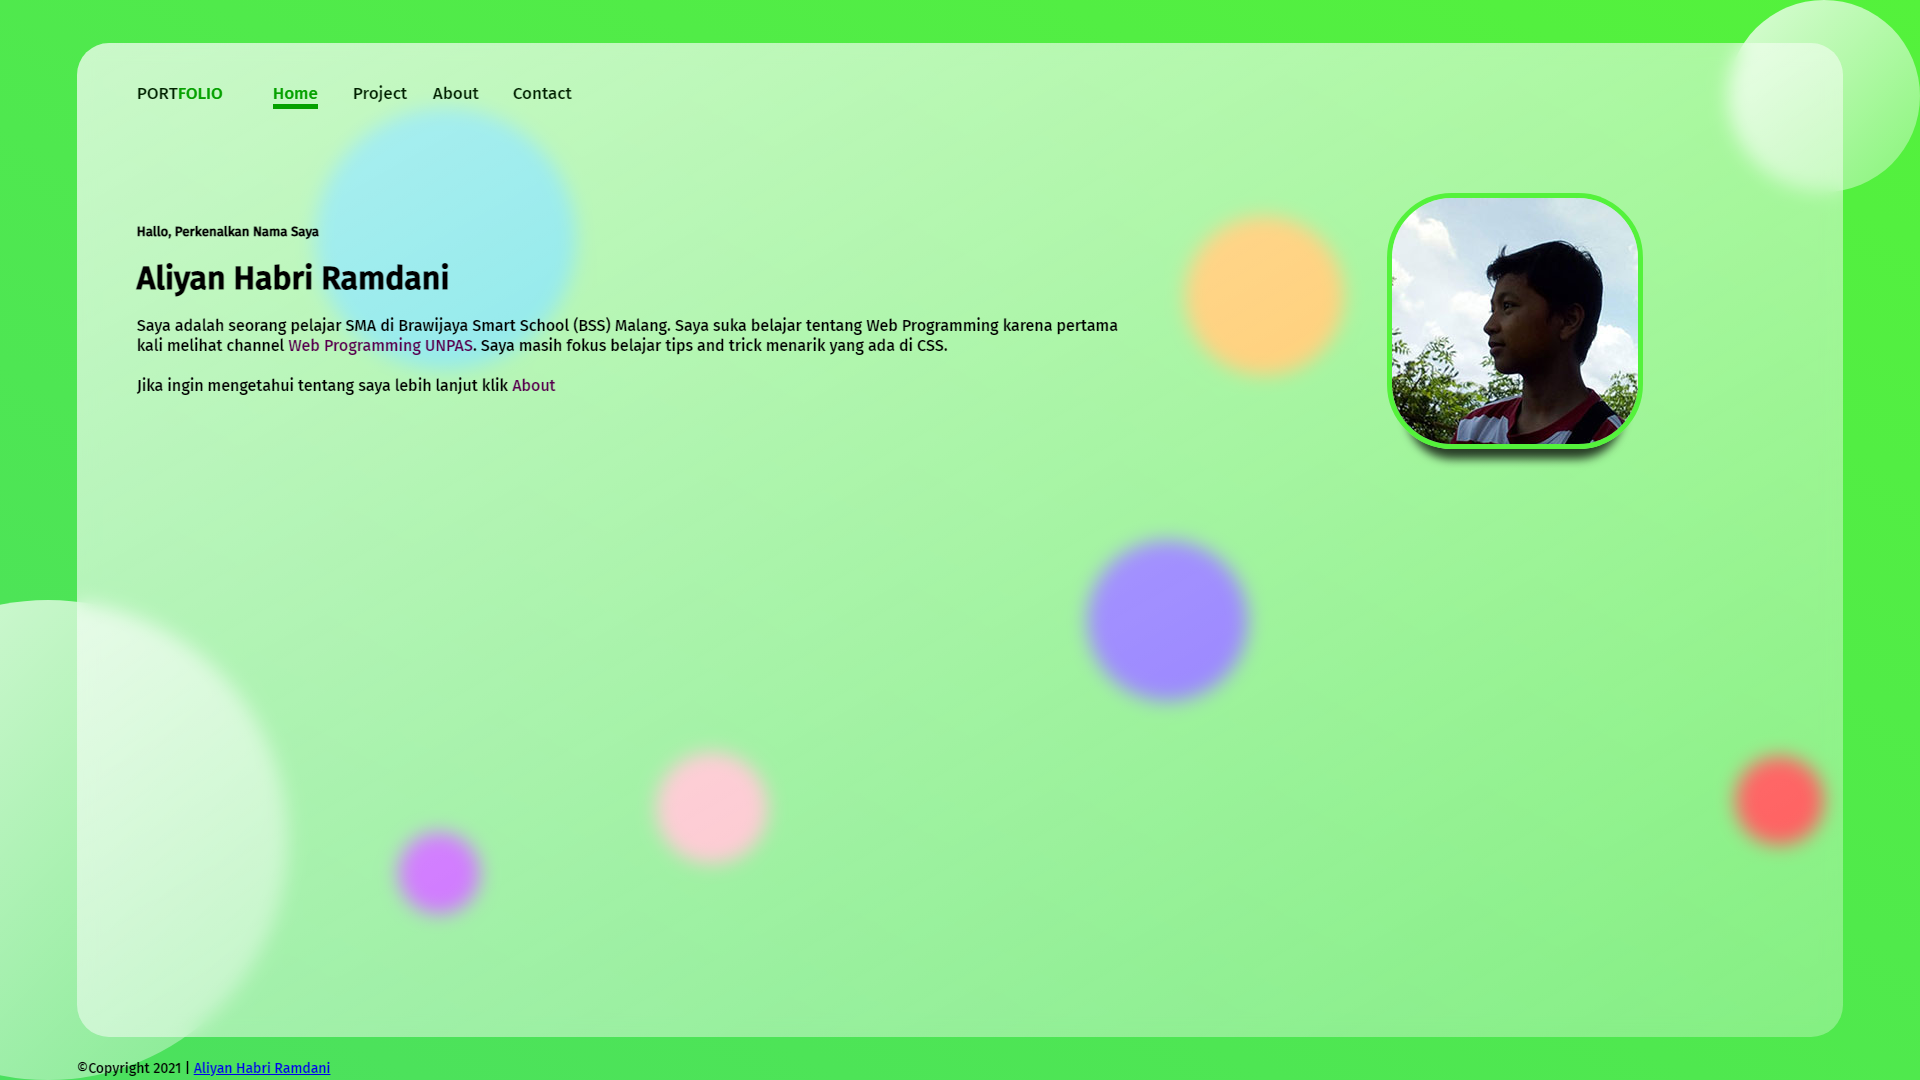 PORTFOLIO Home Project About Contact
Hallo, Perkenalkan Nama Saya
Aliyan Habri Ramdani
Saya adalah seorang pelajar SMA di Brawijaya Smart School (BSS) Malang. Saya suka belajar tentang Web Programming karena pertama
kali melihat channel Web Programming UNPAS. Saya masih fokus belajar tips and trick menarik yang ada di CSS.
Jika ingin mengetahui tentang saya lebih lanjut klik About
©Copyright 2021 | Aliyan Habri Ramdani